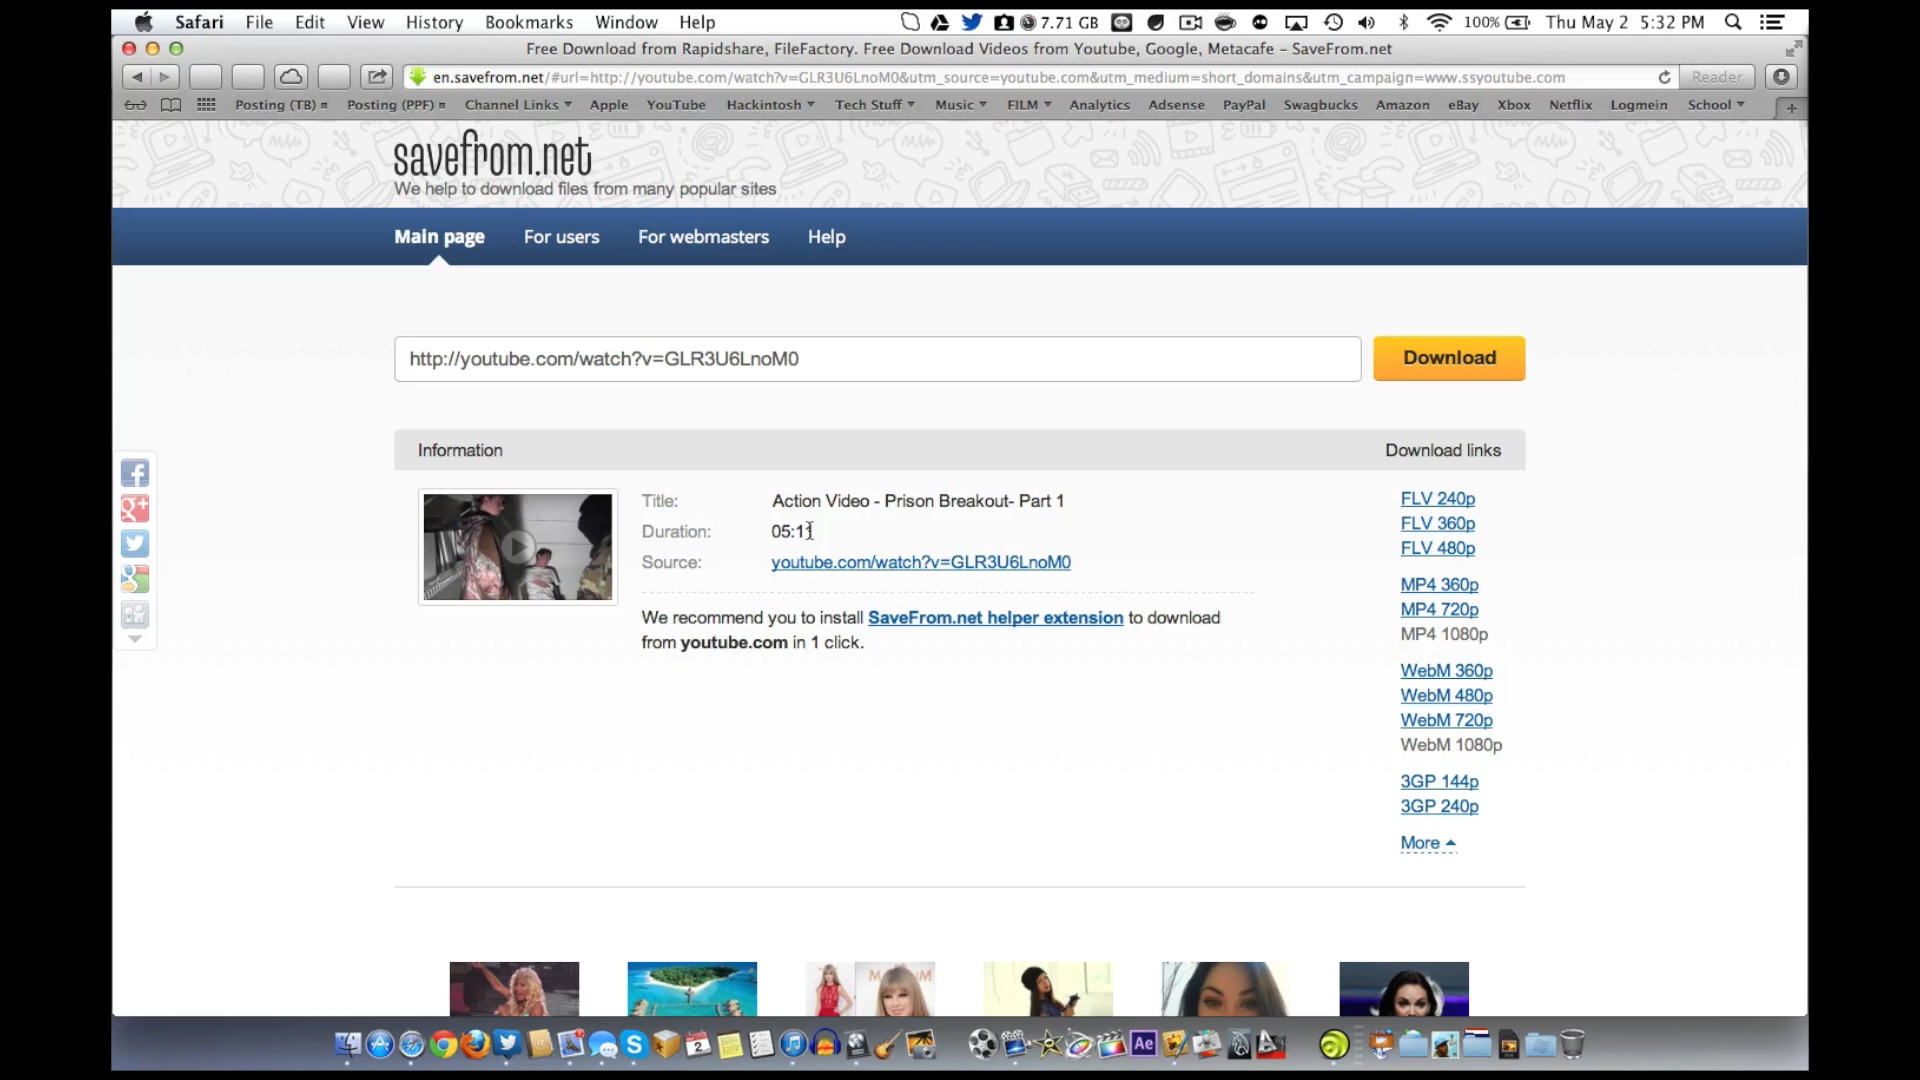 Safari File Edit View History Bookmarks Window Help 7.71 GB 100% Thu May 2 5:32 PM
Free Download from Rapidshare, FileFactory. Free Download Videos from Youtube, Google, Metacafe – SaveFrom.net
en.savefrom.net/#url=http://youtube.com/watch?v=GLR3U6LnoM0&utm_source=youtube.com&utm_medium=short_domains&utm_campaign=www.ssyoutube.com Reader
Posting (TB) Posting (PPF) Channel Links Apple YouTube Hackintosh Tech Stuff Music FILM Analytics Adsense PayPal Swagbucks Amazon eBay Xbox Netflix Logmein School
savefrom.net
We help to download files from many popular sites
Main page For users For webmasters Help
http://youtube.com/watch?v=GLR3U6LnoM0 Download
Information Download links
Title: Action Video - Prison Breakout- Part 1
Duration: 05:11
Source: youtube.com/watch?v=GLR3U6LnoM0
We recommend you to install SaveFrom.net helper extension to download
from youtube.com in 1 click.
FLV 240p
FLV 360p
FLV 480p
MP4 360p
MP4 720p
MP4 1080p
WebM 360p
WebM 480p
WebM 720p
WebM 1080p
3GP 144p
3GP 240p
More
Ae